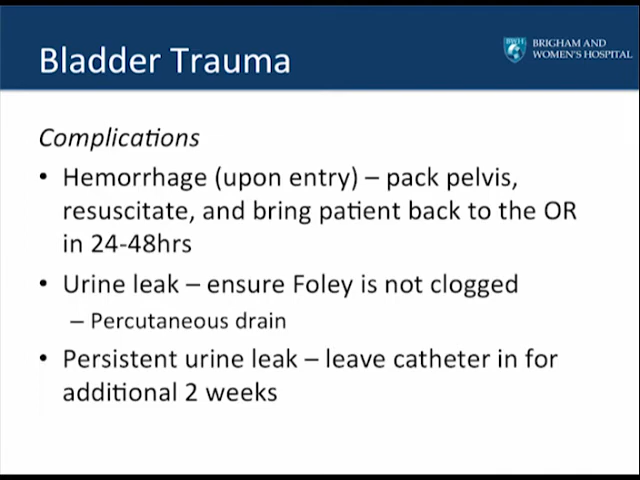 Bladder Trauma
BWH
BRIGHAM AND
WOMEN'S HOSPITAL
Complications
• Hemorrhage (upon entry) – pack pelvis,
resuscitate, and bring patient back to the OR
in 24-48hrs
• Urine leak – ensure Foley is not clogged
– Percutaneous drain
• Persistent urine leak – leave catheter in for
additional 2 weeks